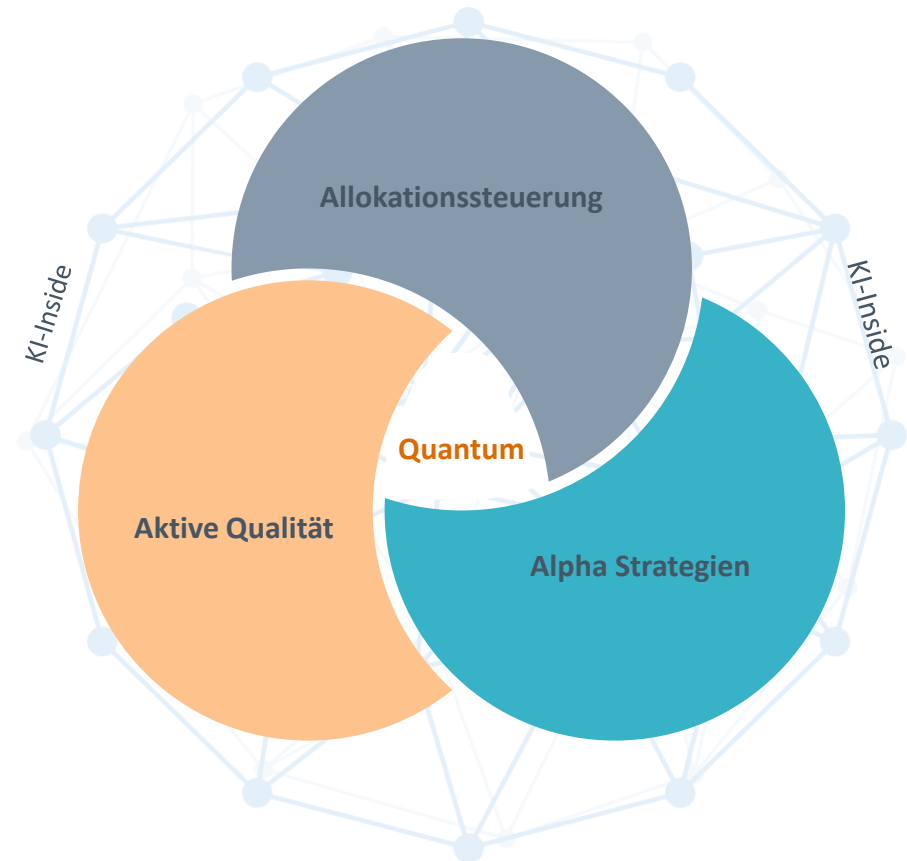 Allokationssteuerung
KI-Inside
KI-Inside
Quantum
Aktive Qualität
Alpha Strategien